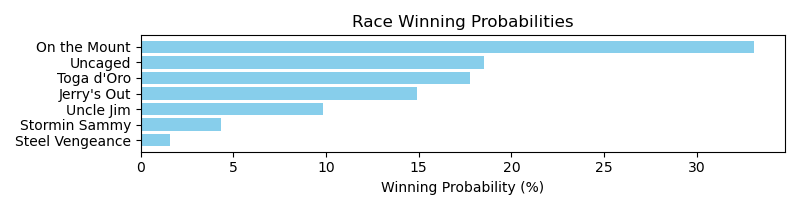 Race Winning Probabilities
On the Mount
Uncaged
Toga d'Oro
Jerry's Out
Uncle Jim
Stormin Sammy
Steel Vengeance
0 5 10 15 20 25 30
Winning Probability (%)